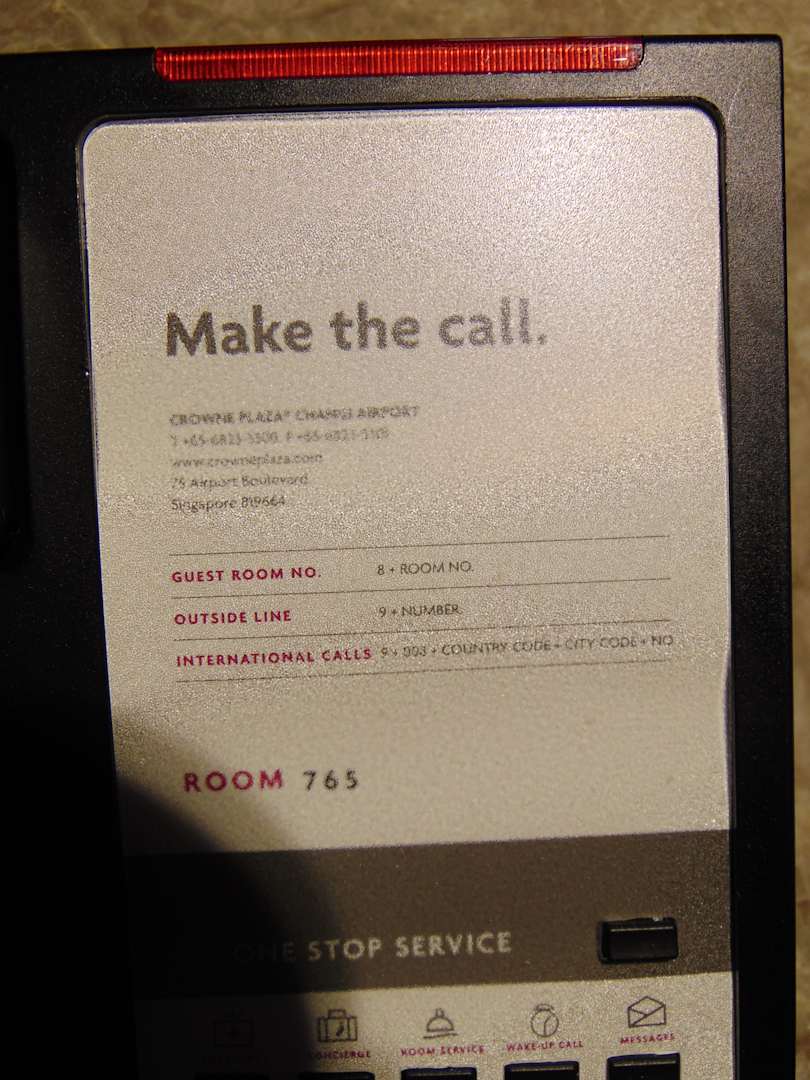 Make the call.
CROWNE PLAZA® CHANGI AIRPORT
www.crowneplaza.com
75 Airport Boulevard
Singapore 819664
GUEST ROOM NO. 8 + ROOM NO.
OUTSIDE LINE 9 + NUMBER
INTERNATIONAL CALLS 9 + 003 + COUNTRY CODE + CITY CODE + NO
ROOM 765
ONE STOP SERVICE
CONCIERGE ROOM SERVICE WAKE-UP CALL MESSAGES